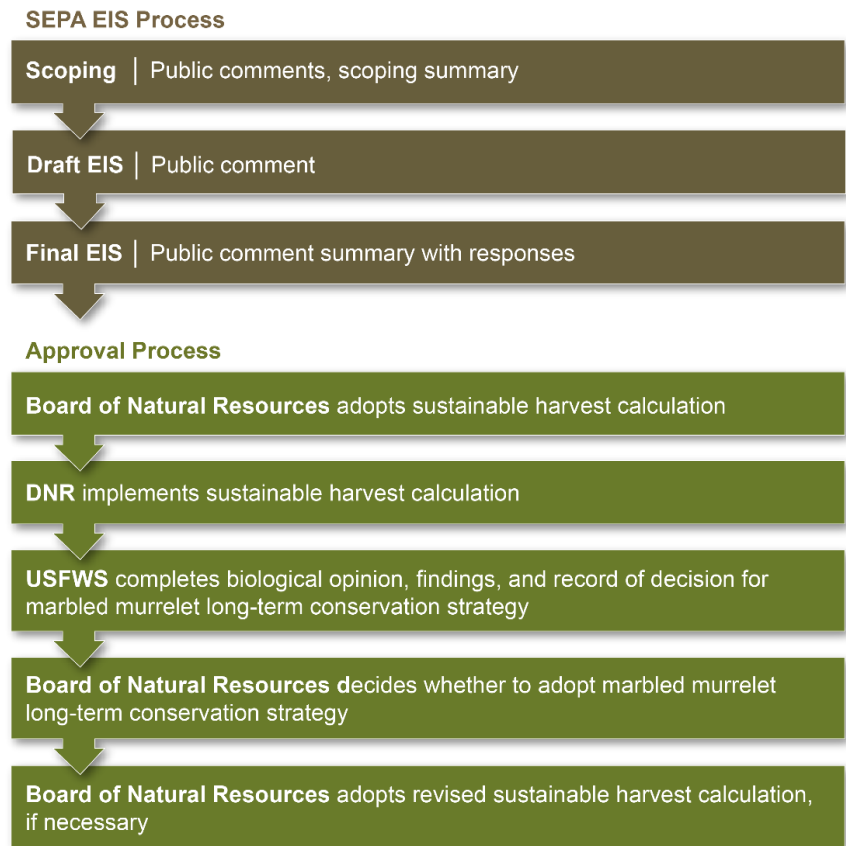 SEPA EIS Process
Scoping | Public comments, scoping summary
Draft EIS | Public comment
Final EIS | Public comment summary with responses
Approval Process
Board of Natural Resources adopts sustainable harvest calculation
DNR implements sustainable harvest calculation
USFWS completes biological opinion, findings, and record of decision for
marbled murrelet long-term conservation strategy
Board of Natural Resources decides whether to adopt marbled murrelet
long-term conservation strategy
Board of Natural Resources adopts revised sustainable harvest calculation,
if necessary